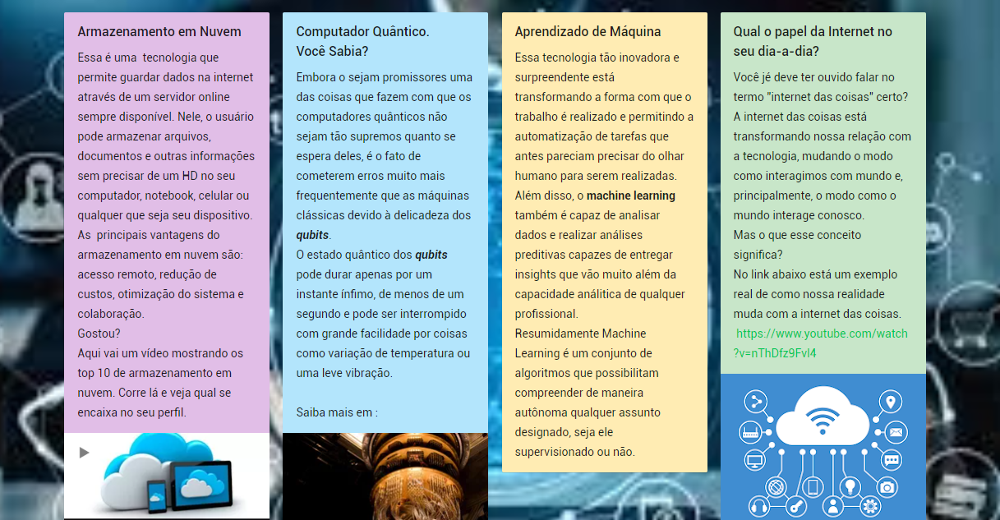 Armazenamento em Nuvem
Essa é uma  tecnologia que
permite guardar dados na internet
através de um servidor online
sempre disponível. Nele, o usuário
pode armazenar arquivos,
documentos e outras informações
sem precisar de um HD no seu
computador, notebook, celular ou
qualquer que seja seu dispositivo.
As  principais vantagens do
armazenamento em nuvem são:
acesso remoto, redução de
custos, otimização do sistema e
colaboração.
Gostou?
Aqui vai um vídeo mostrando os
top 10 de armazenamento em
nuvem. Corre lá e veja qual se
encaixa no seu perfil.
Computador Quântico.
Você Sabia?
Embora o sejam promissores uma
das coisas que fazem com que os
computadores quânticos não
sejam tão supremos quanto se
espera deles, é o fato de
cometerem erros muito mais
frequentemente que as máquinas
clássicas devido à delicadeza dos
qubits.
O estado quântico dos qubits
pode durar apenas por um
instante ínfimo, de menos de um
segundo e pode ser interrompido
com grande facilidade por coisas
como variação de temperatura ou
uma leve vibração.
Saiba mais em :
Aprendizado de Máquina
Essa tecnologia tão inovadora e
surpreendente está
transformando a forma com que o
trabalho é realizado e permitindo a
automatização de tarefas que
antes pareciam precisar do olhar
humano para serem realizadas.
Além disso, o machine learning
também é capaz de analisar
dados e realizar análises
preditivas capazes de entregar
insights que vão muito além da
capacidade análitica de qualquer
profissional.
Resumidamente Machine
Learning é um conjunto de
algoritmos que possibilitam
compreender de maneira
autônoma qualquer assunto
designado, seja ele
supervisionado ou não.
Qual o papel da Internet no
seu dia-a-dia?
Você jé deve ter ouvido falar no
termo "internet das coisas" certo?
A internet das coisas está
transformando nossa relação com
a tecnologia, mudando o modo
como interagimos com mundo e,
principalmente, o modo como o
mundo interage conosco.
Mas o que esse conceito
significa?
No link abaixo está um exemplo
real de como nossa realidade
muda com a internet das coisas.
https://www.youtube.com/watch
?v=nThDfz9Fvl4